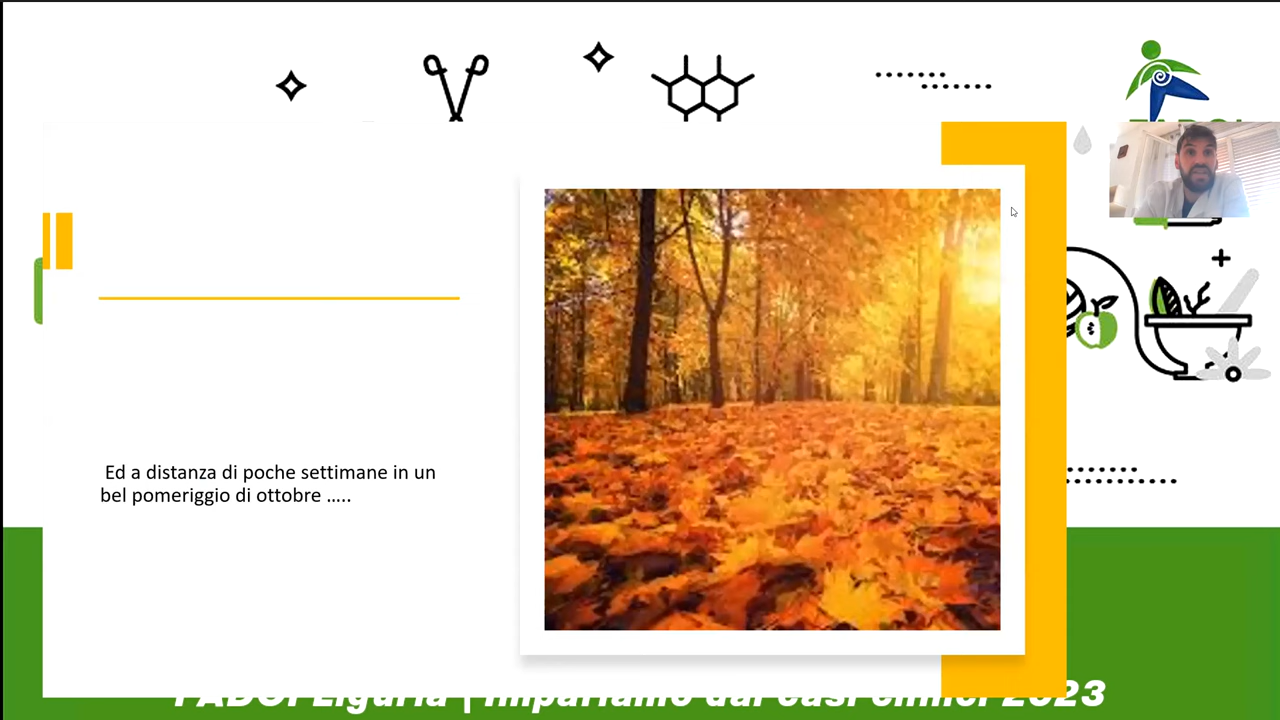 Ed a distanza di poche settimane in un
bel pomeriggio di ottobre .....
FADOI Liguria | Impariamo dai casi clinici 2023